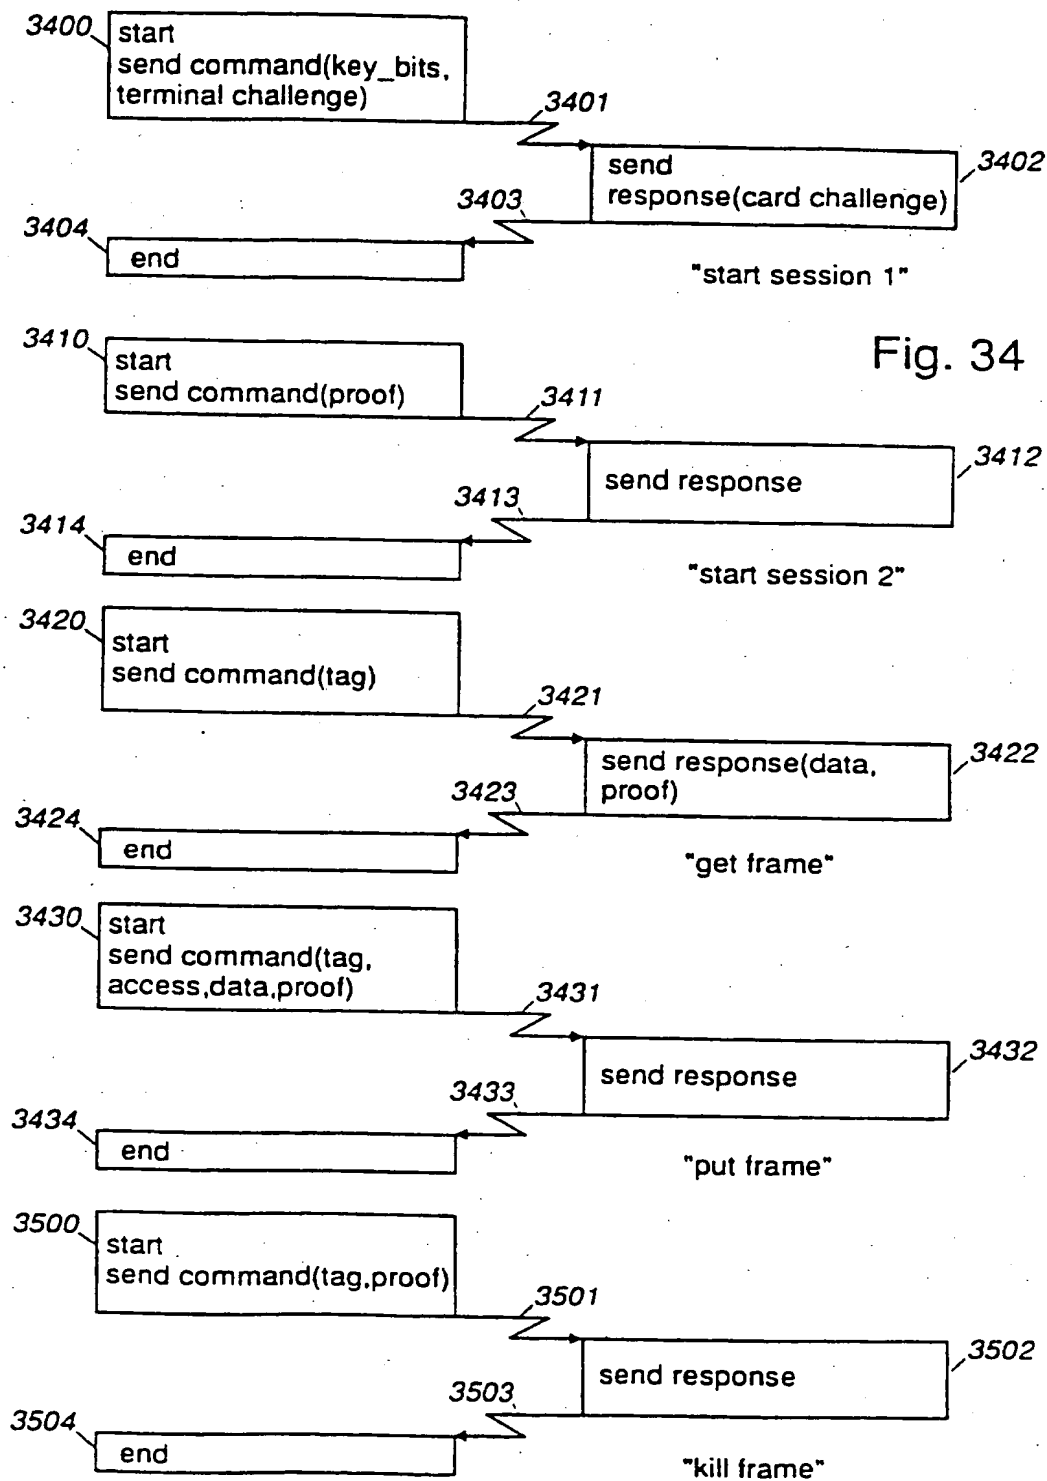 3400
start
send command(key_bits,
terminal challenge)
3401
send
response(card challenge)
3402
3403
3404
end
"start session 1"
Fig. 34
3410
start
send command(proof)
3411
send response
3412
3413
3414
end
"start session 2"
3420
start
send command(tag)
3421
send response(data,
proof)
3422
3423
3424
end
"get frame"
3430
start
send command(tag,
access,data,proof)
3431
send response
3432
3433
3434
end
"put frame"
3500
start
send command(tag,proof)
3501
send response
3502
3503
3504
end
"kill frame"